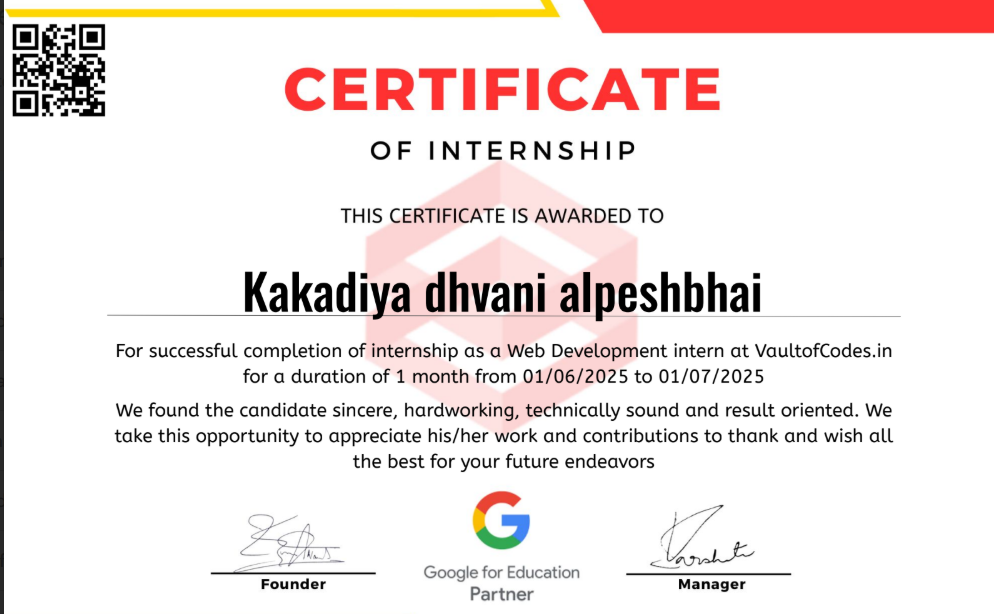 CERTIFICATE
OF INTERNSHIP
THIS CERTIFICATE IS AWARDED TO
Kakadiya dhvani alpeshbhai
For successful completion of internship as a Web Development intern at VaultofCodes.in
for a duration of 1 month from 01/06/2025 to 01/07/2025
We found the candidate sincere, hardworking, technically sound and result oriented. We
take this opportunity to appreciate his/her work and contributions to thank and wish all
the best for your future endeavors
Founder
Google for Education
Partner
Manager